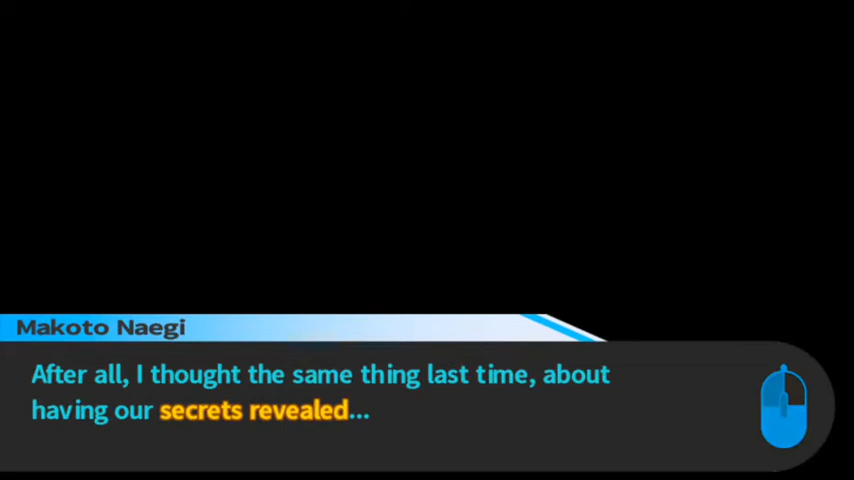 Makoto Naegi
After all, I thought the same thing last time, about
having our secrets revealed...